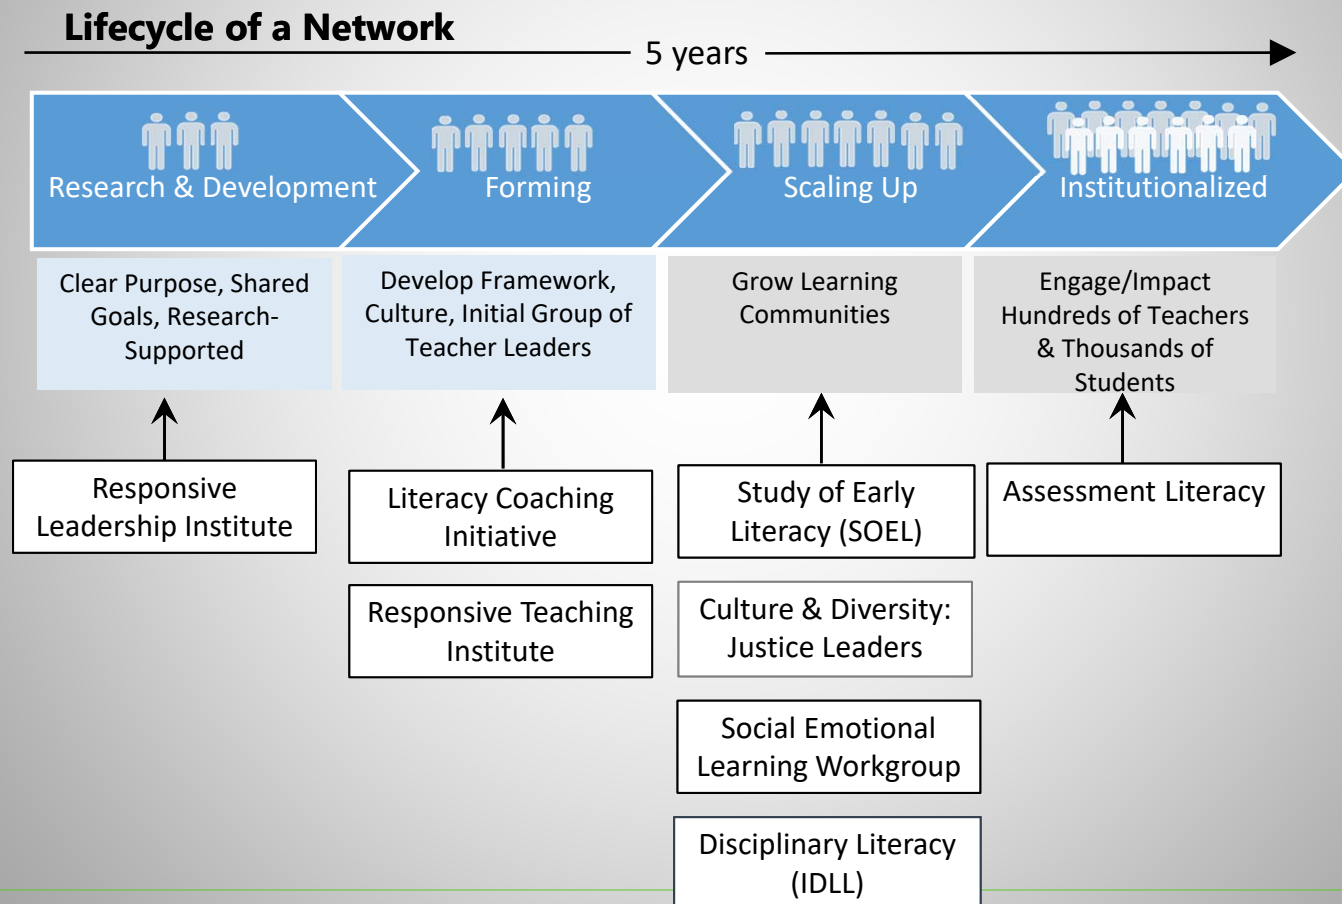 Lifecycle of a Network
5 years
Research & Development
Forming
Scaling Up
Institutionalized
Clear Purpose, Shared
Goals, Research-
Supported
Develop Framework,
Culture, Initial Group of
Teacher Leaders
Grow Learning
Communities
Engage/Impact
Hundreds of Teachers
& Thousands of
Students
Responsive
Leadership Institute
Literacy Coaching
Initiative
Responsive Teaching
Institute
Study of Early
Literacy (SOEL)
Culture & Diversity:
Justice Leaders
Social Emotional
Learning Workgroup
Disciplinary Literacy
(IDLL)
Assessment Literacy